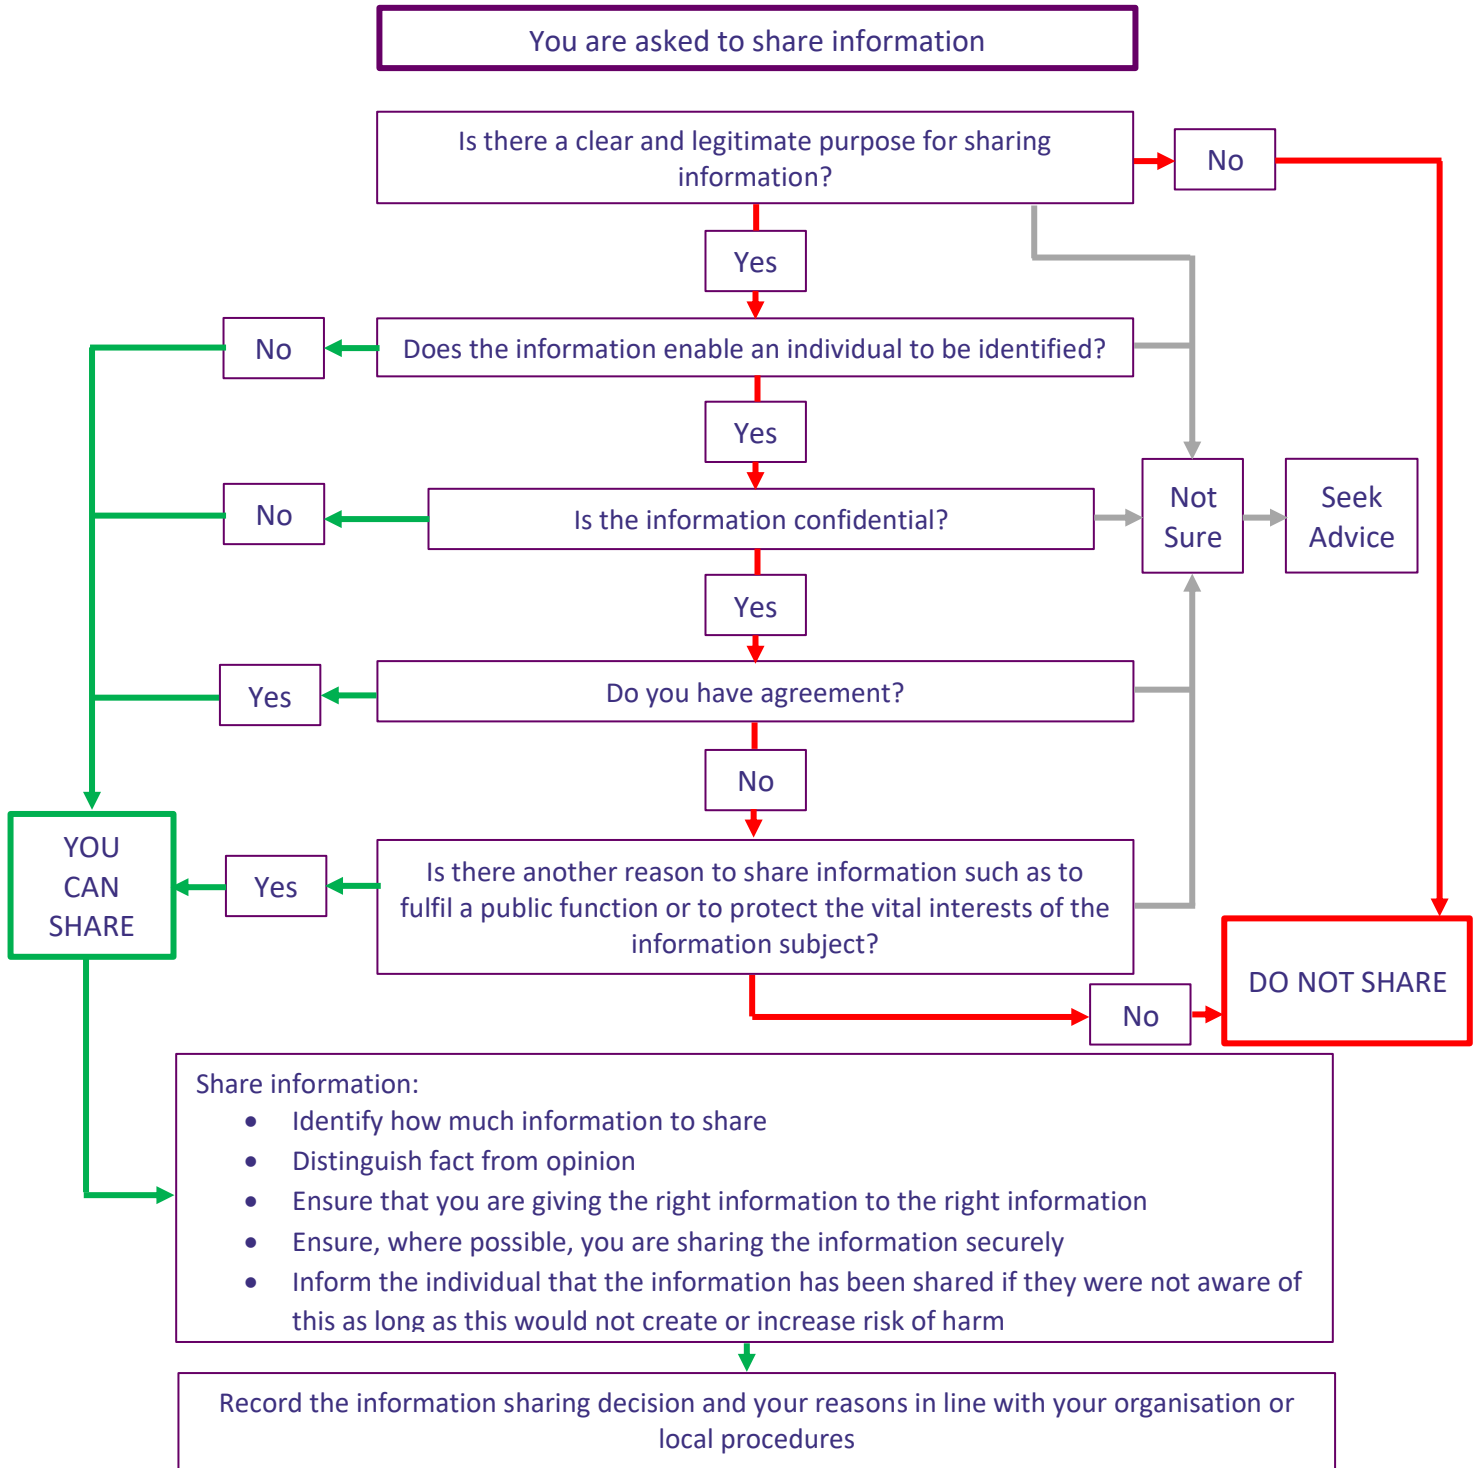 You are asked to share information
Is there a clear and legitimate purpose for sharing
information?
No
Yes
No
Does the information enable an individual to be identified?
Yes
No
Is the information confidential?
Not
Sure
Seek
Advice
Yes
Yes
Do you have agreement?
No
YOU
CAN
SHARE
Yes
Is there another reason to share information such as to
fulfil a public function or to protect the vital interests of the
information subject?
DO NOT SHARE
No
Share information:
• Identify how much information to share
• Distinguish fact from opinion
• Ensure that you are giving the right information to the right information
• Ensure, where possible, you are sharing the information securely
• Inform the individual that the information has been shared if they were not aware of
this as long as this would not create or increase risk of harm
Record the information sharing decision and your reasons in line with your organisation or
local procedures